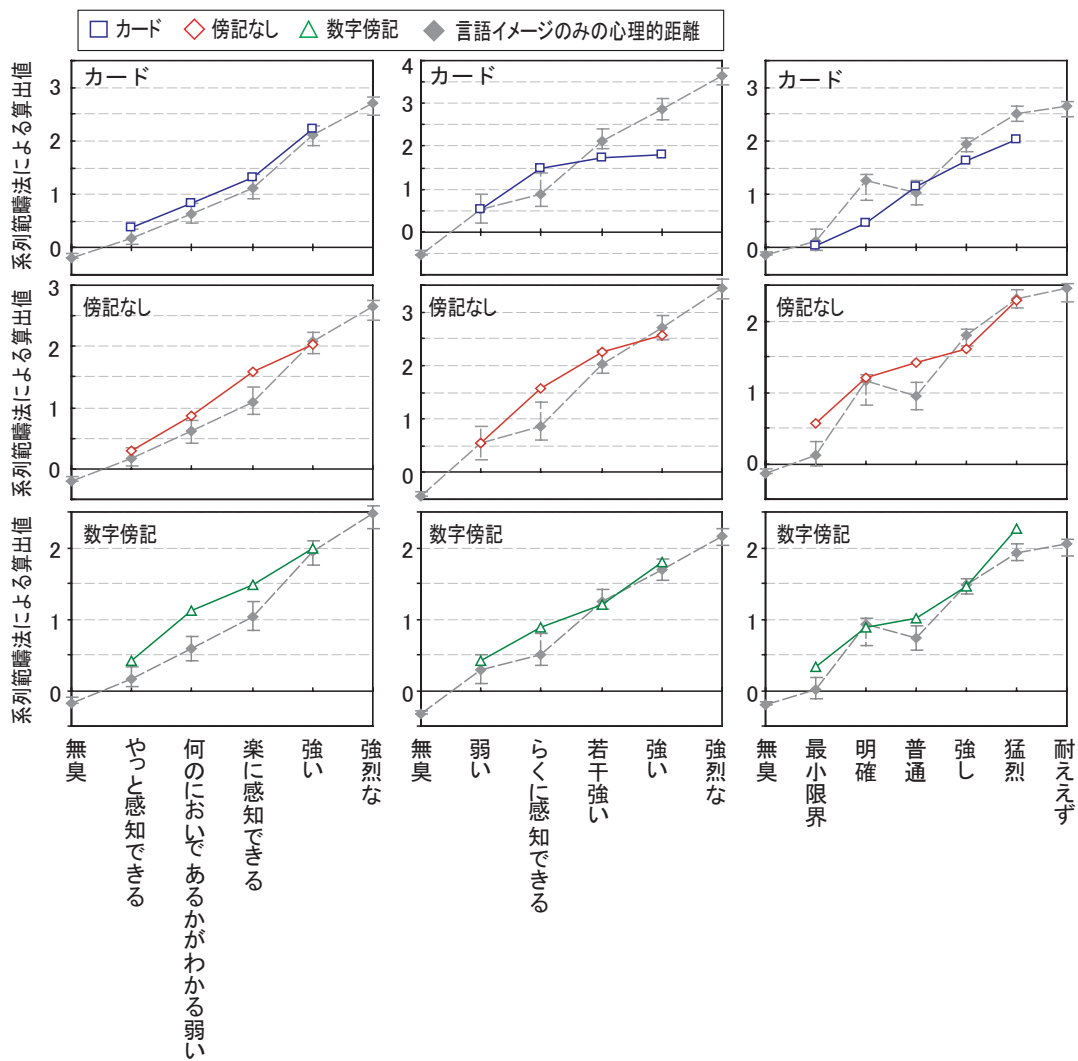 カード 傍記なし 数字傍記 言語イメージのみの心理的距離
系列範疇法による算出値
カード
3
2
1
0
カード
4
3
2
1
0
カード
3
2
1
0
系列範疇法による算出値
傍記なし
3
2
1
0
傍記なし
3
2
1
0
傍記なし
2
1
0
系列範疇法による算出値
数字傍記
2
1
0
数字傍記
2
1
0
数字傍記
2
1
0
無臭
やっと感知できる
何のにおいであるかがわかる弱い
楽に感知できる
強い
強烈な
無臭
弱い
らくに感知できる
若干強い
強い
強烈な
無臭
最小限界
明確
普通
強し
猛烈
耐ええず